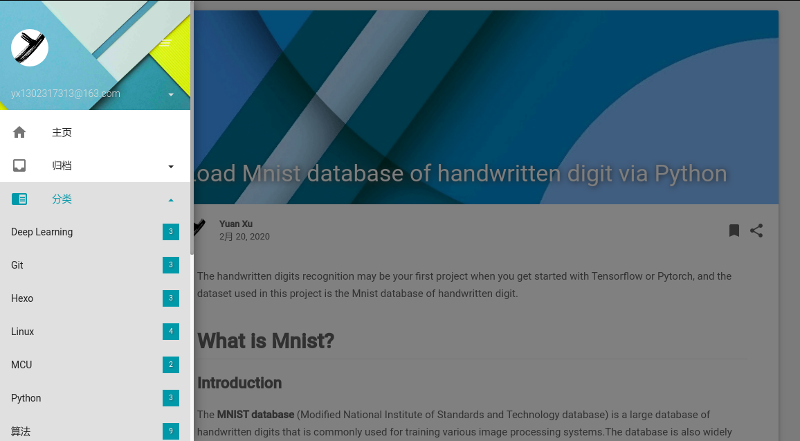 yx1302317313@163.com
主页
归档
分类
Deep Learning 3
Git 3
Hexo 3
Linux 4
MCU 2
Python 3
算法 9
Load Mnist database of handwritten digit via Python
Yuan Xu
2月 20, 2020
The handwritten digits recognition may be your first project when you get started with Tensorflow or Pytorch, and the
dataset used in this project is the Mnist database of handwritten digit.
What is Mnist?
Introduction
The MNIST database (Modified National Institute of Standards and Technology database) is a large database of
handwritten digits that is commonly used for training various image processing systems.The database is also widely